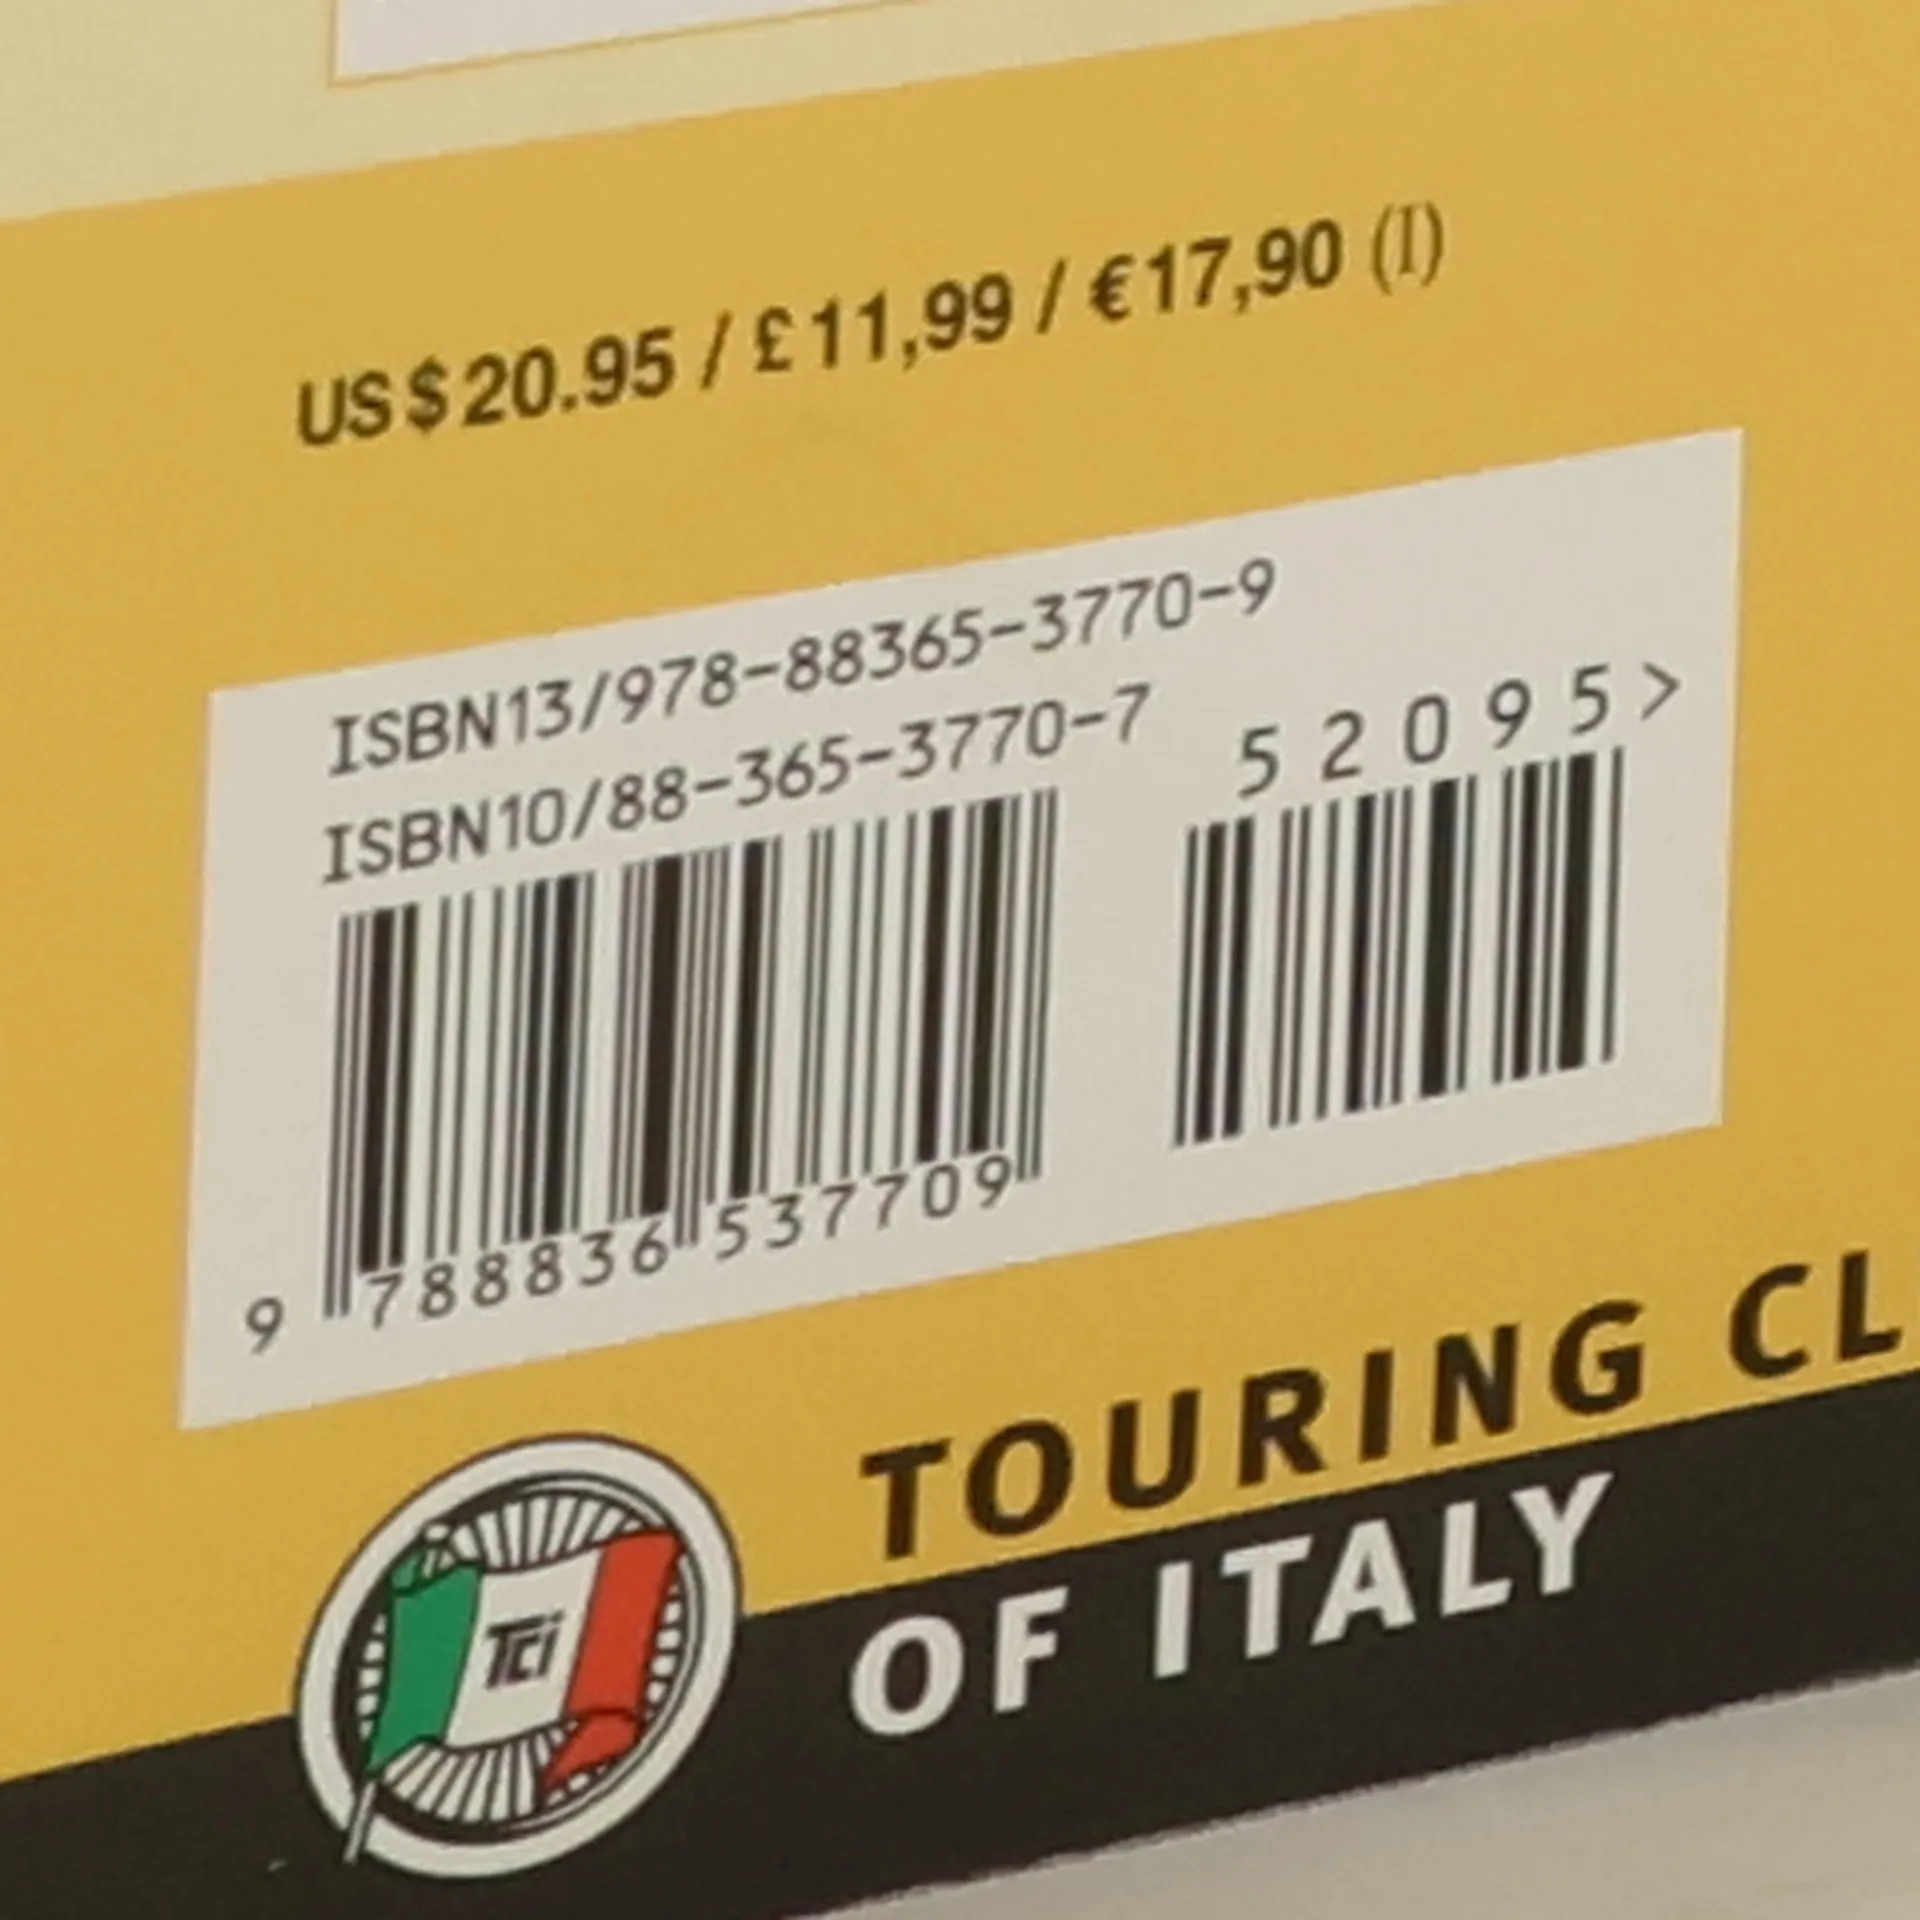 US$20.95 / £11,99 / €17,90 (I)
ISBN13/978-88365-3770-9
ISBN10/88-365-3770-7
52095>
9 788836 537709
TOURING CL
OF ITALY
TCi